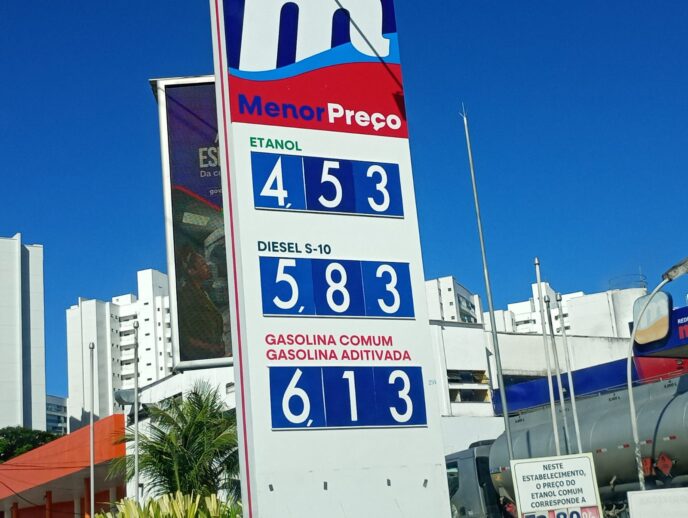 m
MenorPreço
ETANOL
4,53
DIESEL S-10
5,83
GASOLINA COMUM
GASOLINA ADITIVADA
6,13
NESTE
ESTABELECIMENTO,
O PREÇO DO
ETANOL COMUM
CORRESPONDE A